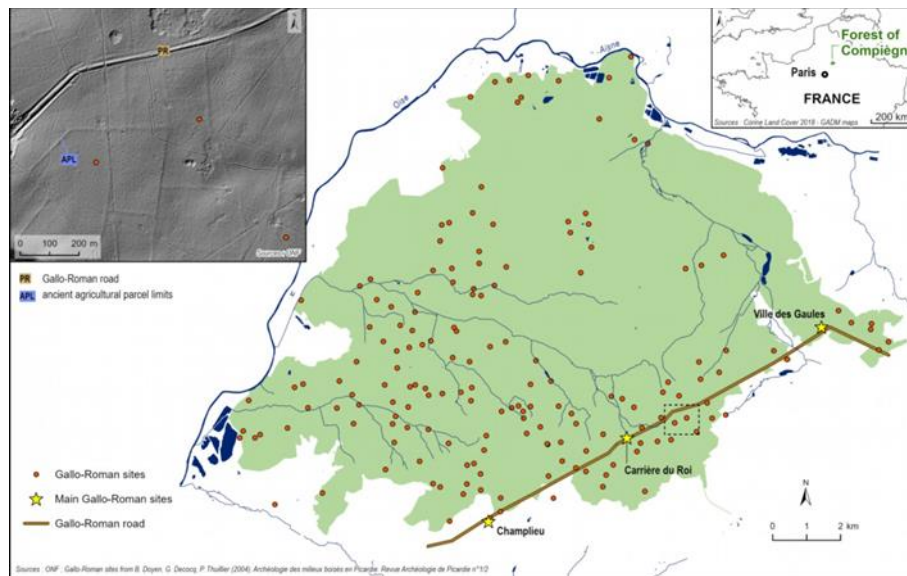 PR
APL
0 100 200 m
Sources : ONF
PR Gallo-Roman road
APL ancient agricultural parcel limits
Oise
Aisne
Forest of
Compiègn
Paris
FRANCE
200 km
Sources : Corine Land Cover 2018 - GADM maps
Ville des Gaules
Carrière du Roi
Champlieu
Gallo-Roman sites
Main Gallo-Roman sites
Gallo-Roman road
N
0 1 2 km
Sources : ONF ; Gallo-Roman sites from B. Doyen, G. Decocq, P. Thuillier (2004). Archéologie des milieux boisés en Picardie. Revue Archéologie de Picardie n°1/2